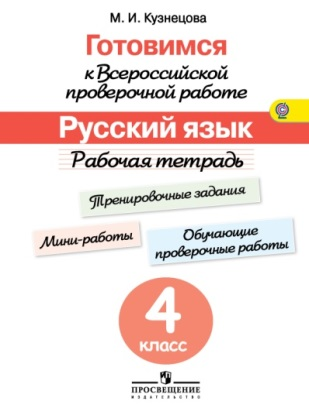 М. И. Кузнецова
Готовимся
к Всероссийской
проверочной работе
Русский язык
Рабочая тетрадь
Тренировочные задания
Мини-работы
Обучающие
проверочные работы
4
класс
ПРОСВЕЩЕНИЕ
ИЗДАТЕЛЬСТВО